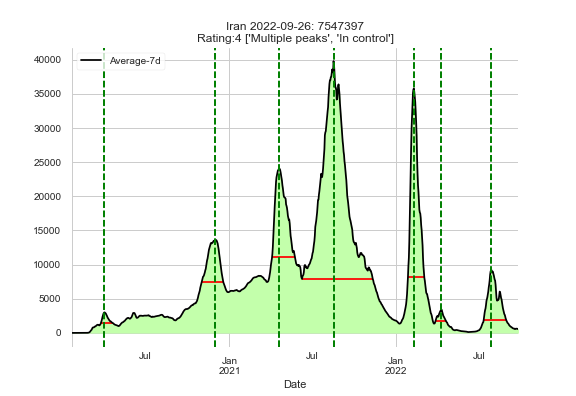 Iran 2022-09-26: 7547397
Rating:4 ['Multiple peaks', 'In control']
Average-7d
40000
35000
30000
25000
20000
15000
10000
5000
0
Jul
Jan
2021
Jul
Jan
2022
Jul
Date